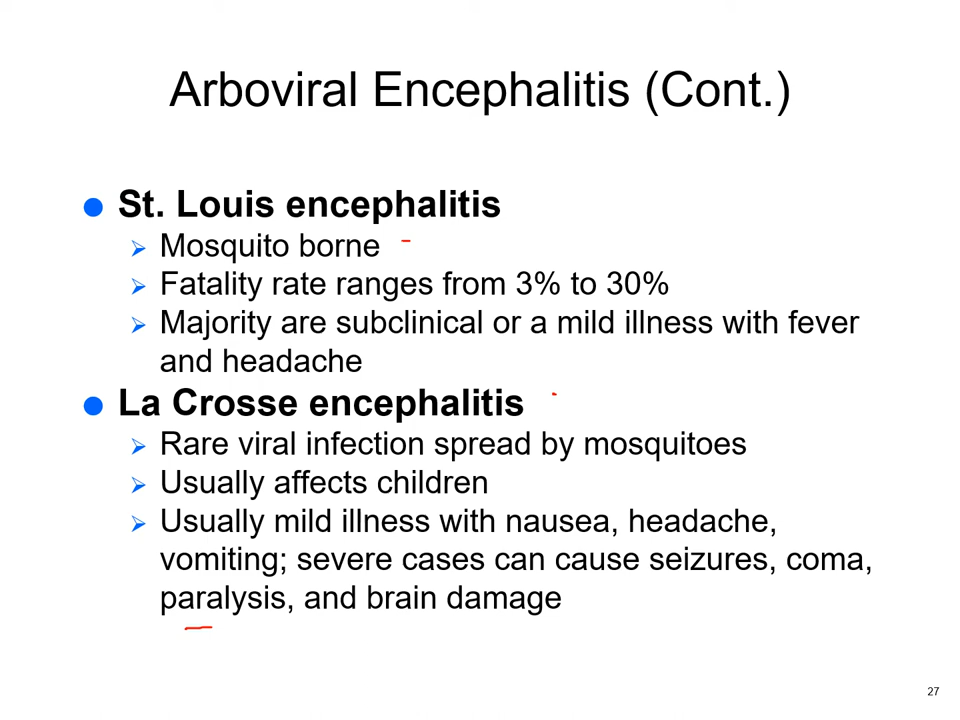 Arboviral Encephalitis (Cont.)
St. Louis encephalitis
Mosquito borne
Fatality rate ranges from 3% to 30%
Majority are subclinical or a mild illness with fever
and headache
La Crosse encephalitis
Rare viral infection spread by mosquitoes
Usually affects children
Usually mild illness with nausea, headache,
vomiting; severe cases can cause seizures, coma,
paralysis, and brain damage
27